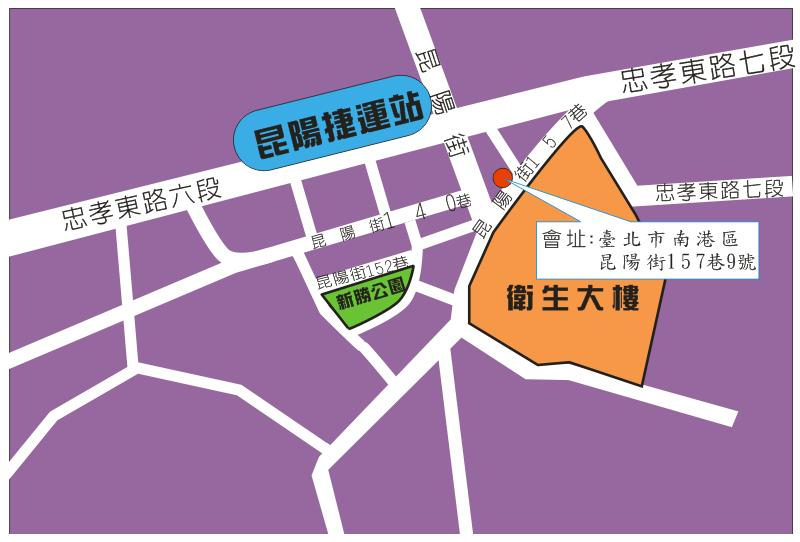 昆陽街
忠孝東路七段
昆陽捷運站
昆陽街157巷
忠孝東路六段
忠孝東路七段
昆陽街140巷
會址:臺北市南港區
昆陽街157巷9號
昆陽街152巷
新勝公園
衛生大樓